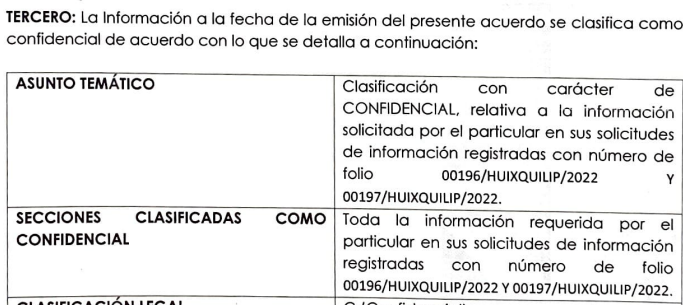 TERCERO: La Información a la fecha de la emisión del presente acuerdo se clasifica como
confidencial de acuerdo con lo que se detalla a continuación:
ASUNTO TEMÁTICO
Clasificación con carácter de
CONFIDENCIAL, relativa a la información
solicitada por el particular en sus solicitudes
de información registradas con número de
folio 00196/HUIXQUILIP/2022 Y
00197/HUIXQUILIP/2022.
SECCIONES CLASIFICADAS COMO
CONFIDENCIAL
Toda la información requerida por el
particular en sus solicitudes de información
registradas con número de folio
00196/HUIXQUILIP/2022 Y 00197/HUIXQUILIP/2022.
CLASIFICACIÓN LEGAL